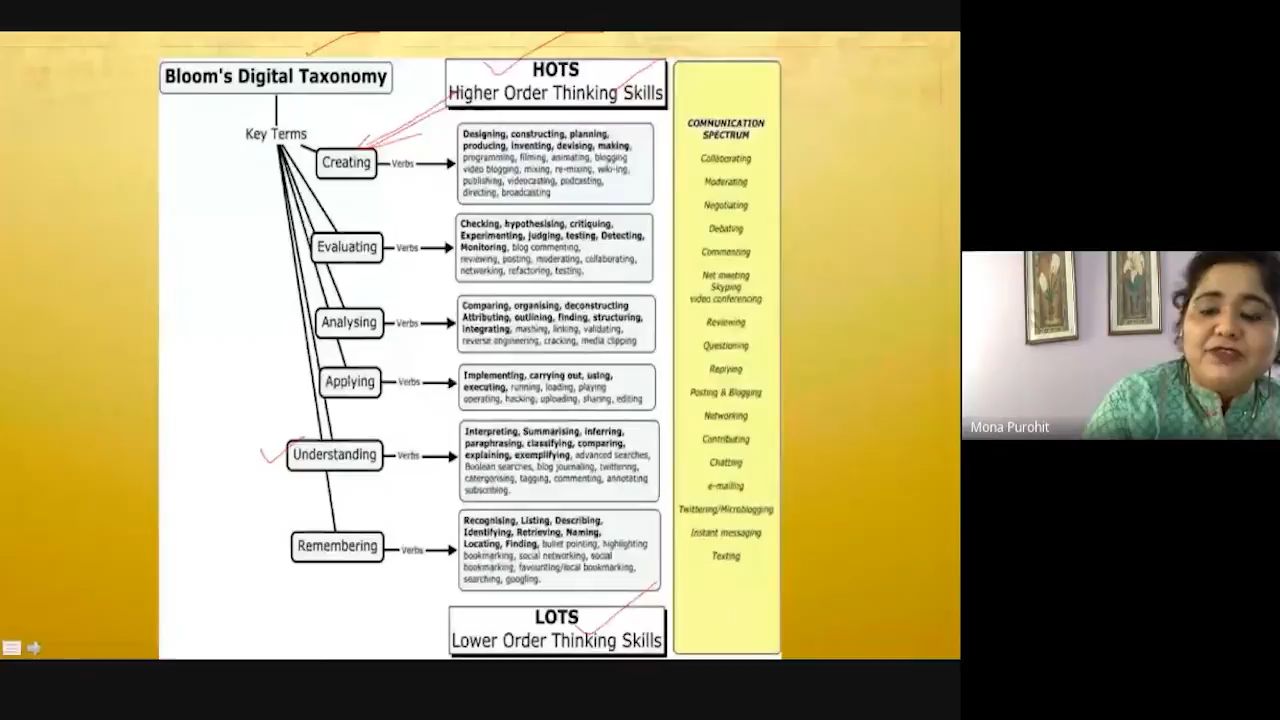 Bloom's Digital Taxonomy
HOTS
Higher Order Thinking Skills
Key Terms
Creating
Verbs
Designing, constructing, planning,
producing, inventing, devising, making,
programming, filming, animating, blogging
video blogging, mixing, re-mixing, wiki-ing,
publishing, videocasting, podcasting,
directing, broadcasting
Evaluating
Verbs
Checking, hypothesising, critiquing,
Experimenting, judging, testing, Detecting,
Monitoring, blog commenting,
reviewing, posting, moderating, collaborating,
networking, refactoring, testing.
Analysing
Verbs
Comparing, organising, deconstructing
Attributing, outlining, finding, structuring,
integrating, mashing, linking, validating,
reverse engineering, cracking, media clipping
Applying
Verbs
Implementing, carrying out, using,
executing, running, loading, playing
operating, hacking, uploading, sharing, editing
Understanding
Verbs
Interpreting, Summarising, inferring,
paraphrasing, classifying, comparing,
explaining, exemplifying, advanced searches,
Boolean searches, blog journaling, twittering,
catergorising, tagging, commenting, annotating
subscribing.
Remembering
Verbs
Recognising, Listing, Describing,
Identifying, Retrieving, Naming,
Locating, Finding, bullet pointing, highlighting
bookmarking, social networking, social
bookmarking, favouriting/local bookmarking,
searching, googling.
LOTS
Lower Order Thinking Skills
COMMUNICATION
SPECTRUM
Collaborating
Moderating
Negotiating
Debating
Commenting
Net meeting
Skyping
video conferencing
Reviewing
Questioning
Replying
Posting & Blogging
Networking
Contributing
Chatting
e-mailing
Twittering/Microblogging
Instant messaging
Texting
Mona Purohit